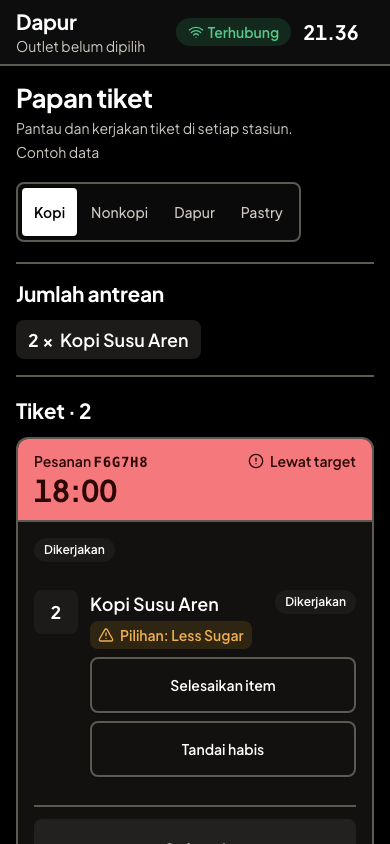 Dapur
Outlet belum dipilih
Terhubung
21.36
Papan tiket
Pantau dan kerjakan tiket di setiap stasiun.
Contoh data
Kopi
Nonkopi
Dapur
Pastry
Jumlah antrean
2 × Kopi Susu Aren
Tiket · 2
Pesanan F6G7H8
Lewat target
18:00
Dikerjakan
2
Kopi Susu Aren
Dikerjakan
Pilihan: Less Sugar
Selesaikan item
Tandai habis